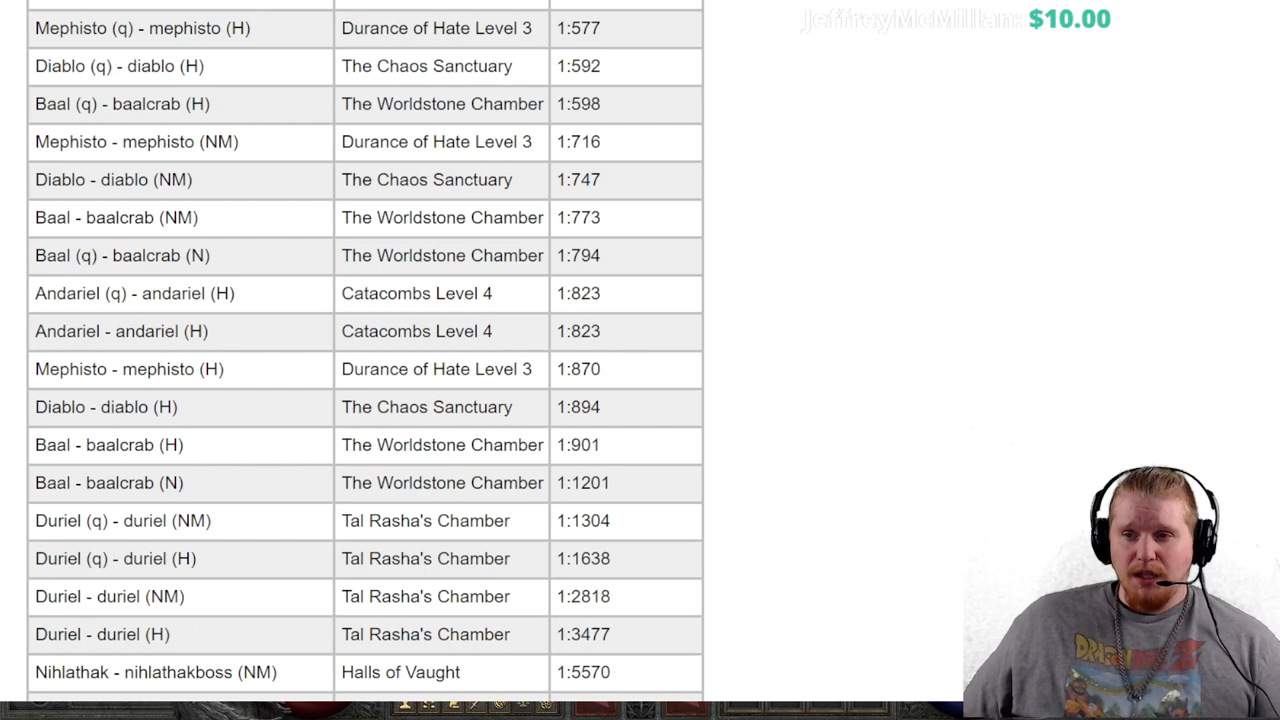 JeffreyMcMillan: $10.00
Mephisto (q) - mephisto (H) Durance of Hate Level 3 1:577
Diablo (q) - diablo (H) The Chaos Sanctuary 1:592
Baal (q) - baalcrab (H) The Worldstone Chamber 1:598
Mephisto - mephisto (NM) Durance of Hate Level 3 1:716
Diablo - diablo (NM) The Chaos Sanctuary 1:747
Baal - baalcrab (NM) The Worldstone Chamber 1:773
Baal (q) - baalcrab (N) The Worldstone Chamber 1:794
Andariel (q) - andariel (H) Catacombs Level 4 1:823
Andariel - andariel (H) Catacombs Level 4 1:823
Mephisto - mephisto (H) Durance of Hate Level 3 1:870
Diablo - diablo (H) The Chaos Sanctuary 1:894
Baal - baalcrab (H) The Worldstone Chamber 1:901
Baal - baalcrab (N) The Worldstone Chamber 1:1201
Duriel (q) - duriel (NM) Tal Rasha's Chamber 1:1304
Duriel (q) - duriel (H) Tal Rasha's Chamber 1:1638
Duriel - duriel (NM) Tal Rasha's Chamber 1:2818
Duriel - duriel (H) Tal Rasha's Chamber 1:3477
Nihlathak - nihlathakboss (NM) Halls of Vaught 1:5570